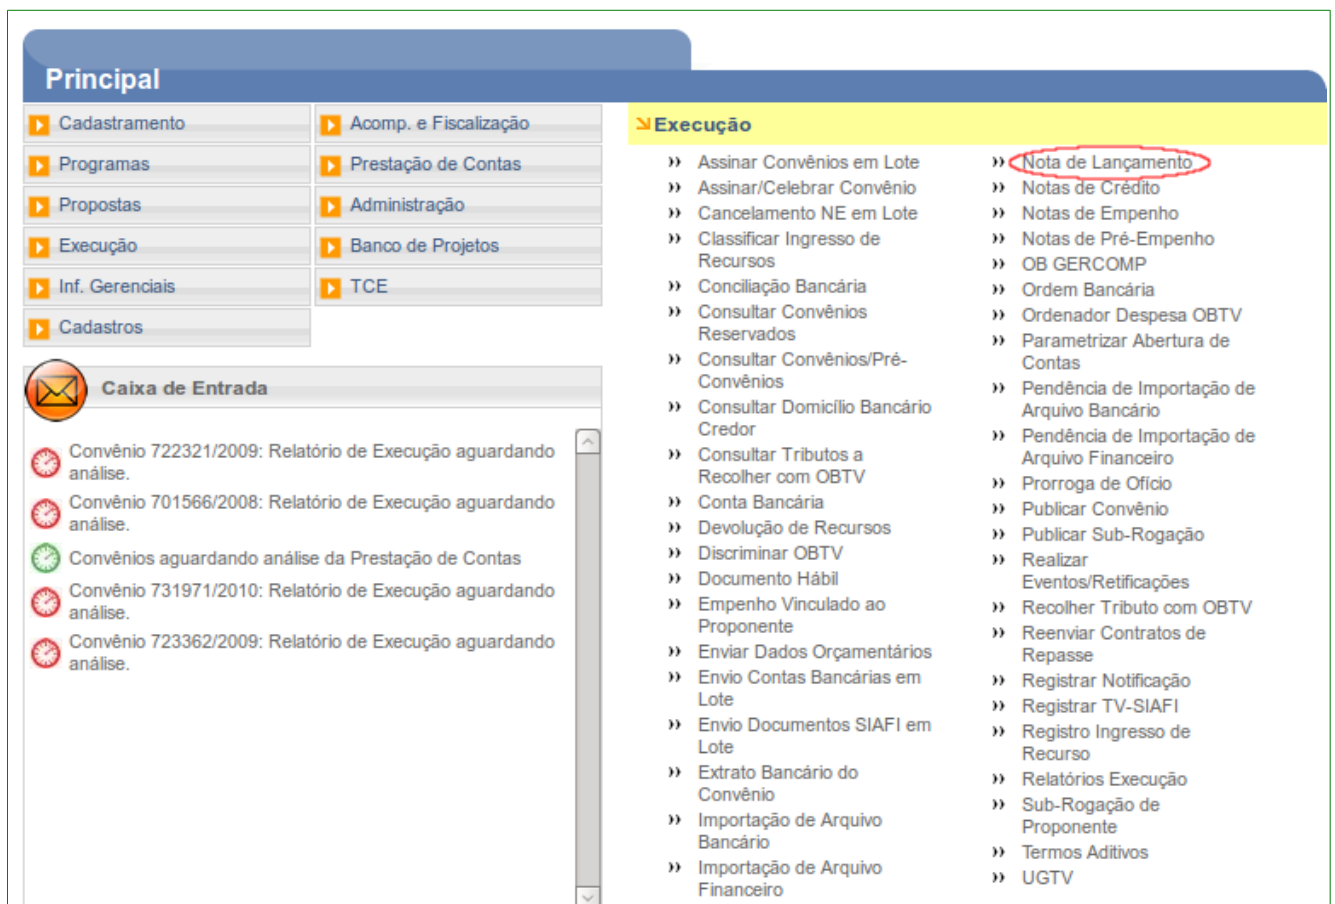 Principal
Cadastramento
Acomp. e Fiscalização
Programas
Prestação de Contas
Propostas
Administração
Execução
Banco de Projetos
Inf. Gerenciais
TCE
Cadastros
Caixa de Entrada
Convênio 722321/2009: Relatório de Execução aguardando
análise.
Convênio 701566/2008: Relatório de Execução aguardando
análise.
Convênios aguardando análise da Prestação de Contas
Convênio 731971/2010: Relatório de Execução aguardando
análise.
Convênio 723362/2009: Relatório de Execução aguardando
análise.
Execução
Assinar Convênios em Lote
Assinar/Celebrar Convênio
Cancelamento NE em Lote
Classificar Ingresso de
Recursos
Conciliação Bancária
Consultar Convênios
Reservados
Consultar Convênios/Pré-
Convênios
Consultar Domicílio Bancário
Credor
Consultar Tributos a
Recolher com OBTV
Conta Bancária
Devolução de Recursos
Discriminar OBTV
Documento Hábil
Empenho Vinculado ao
Proponente
Enviar Dados Orçamentários
Envio Contas Bancárias em
Lote
Envio Documentos SIAFI em
Lote
Extrato Bancário do
Convênio
Importação de Arquivo
Bancário
Importação de Arquivo
Financeiro
Nota de Lançamento
Notas de Crédito
Notas de Empenho
Notas de Pré-Empenho
OB GERCOMP
Ordem Bancária
Ordenador Despesa OBTV
Parametrizar Abertura de
Contas
Pendência de Importação de
Arquivo Bancário
Pendência de Importação de
Arquivo Financeiro
Prorroga de Ofício
Publicar Convênio
Publicar Sub-Rogação
Realizar
Eventos/Retificações
Recolher Tributo com OBTV
Reenviar Contratos de
Repasse
Registrar Notificação
Registrar TV-SIAFI
Registro Ingresso de
Recurso
Relatórios Execução
Sub-Rogação de
Proponente
Termos Aditivos
UGTV